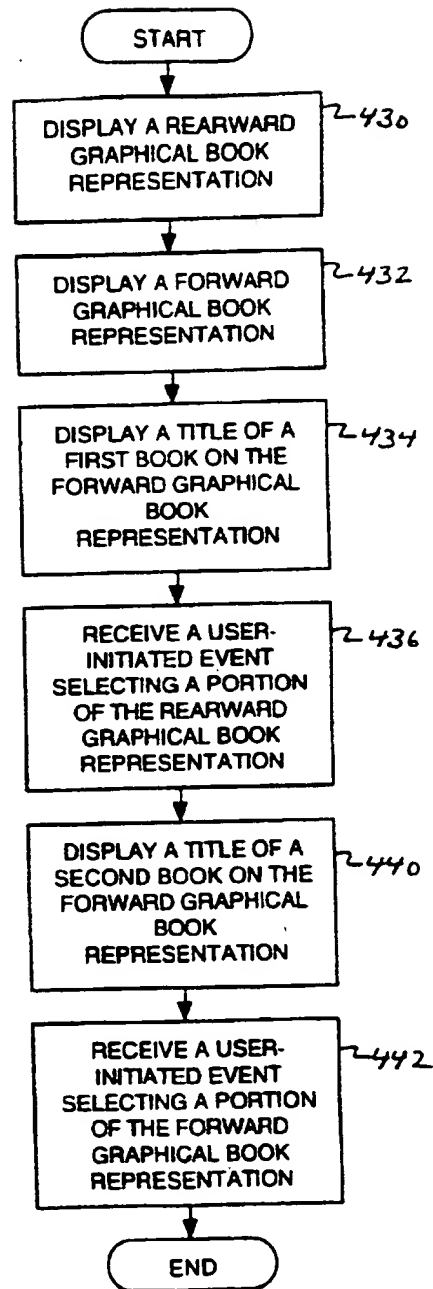 START
DISPLAY A REARWARD
GRAPHICAL BOOK
REPRESENTATION
430
DISPLAY A FORWARD
GRAPHICAL BOOK
REPRESENTATION
432
DISPLAY A TITLE OF A
FIRST BOOK ON THE
FORWARD GRAPHICAL
BOOK
REPRESENTATION
434
RECEIVE A USER-
INITIATED EVENT
SELECTING A PORTION
OF THE REARWARD
GRAPHICAL BOOK
REPRESENTATION
436
DISPLAY A TITLE OF A
SECOND BOOK ON THE
FORWARD GRAPHICAL
BOOK
REPRESENTATION
440
RECEIVE A USER-
INITIATED EVENT
SELECTING A PORTION
OF THE FORWARD
GRAPHICAL BOOK
REPRESENTATION
442
END